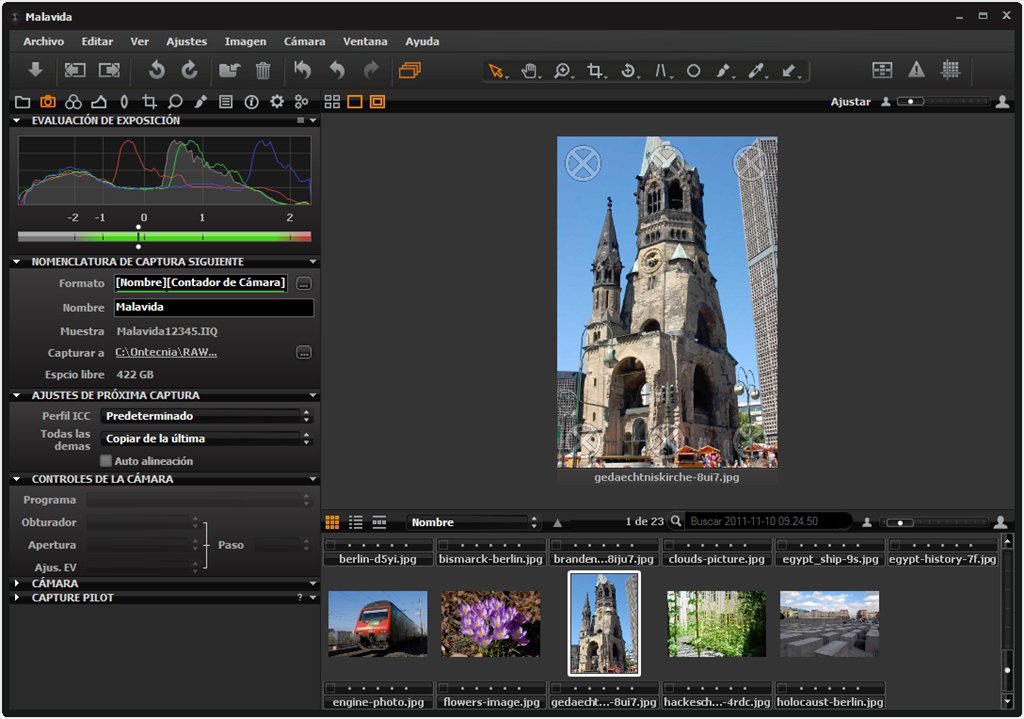 Malavida
Archivo Editar Ver Ajustes Imagen Cámara Ventana Ayuda
Ajustar
EVALUACIÓN DE EXPOSICIÓN
-2 -1 0 1 2
NOMENCLATURA DE CAPTURA SIGUIENTE
Formato [Nombre][Contador de Cámara]
Nombre Malavida
Muestra Malavida12345.IIQ
Capturar a C:\Ontecnia\RAW...
Espcio libre 422 GB
AJUSTES DE PRÓXIMA CAPTURA
Perfil ICC Predeterminado
Todas las demas Copiar de la última
Auto alineación
CONTROLES DE LA CÁMARA
Programa
Obturador
Apertura Paso
Ajus. EV
CÁMARA
CAPTURE PILOT ?
gedaechtniskirche-8ui7.jpg
Nombre 1 de 23 Buscar 2011-11-10 09.24.50
berlin-d5yi.jpg bismarck-berlin.jpg branden...8iju7.jpg clouds-picture.jpg egypt_ship-9s.jpg egypt-history-7f.jpg
engine-photo.jpg flowers-image.jpg gedaecht...-8ui7.jpg hackesch...-4rdc.jpg holocaust-berlin.jpg